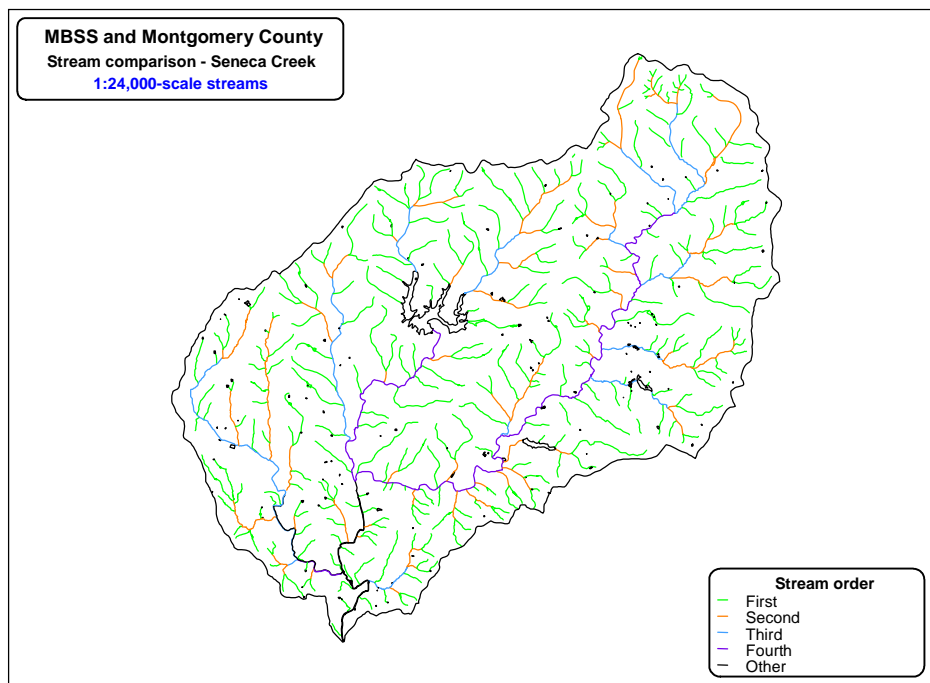 MBSS and Montgomery County
Stream comparison - Seneca Creek
1:24,000-scale streams
Stream order
First
Second
Third
Fourth
Other